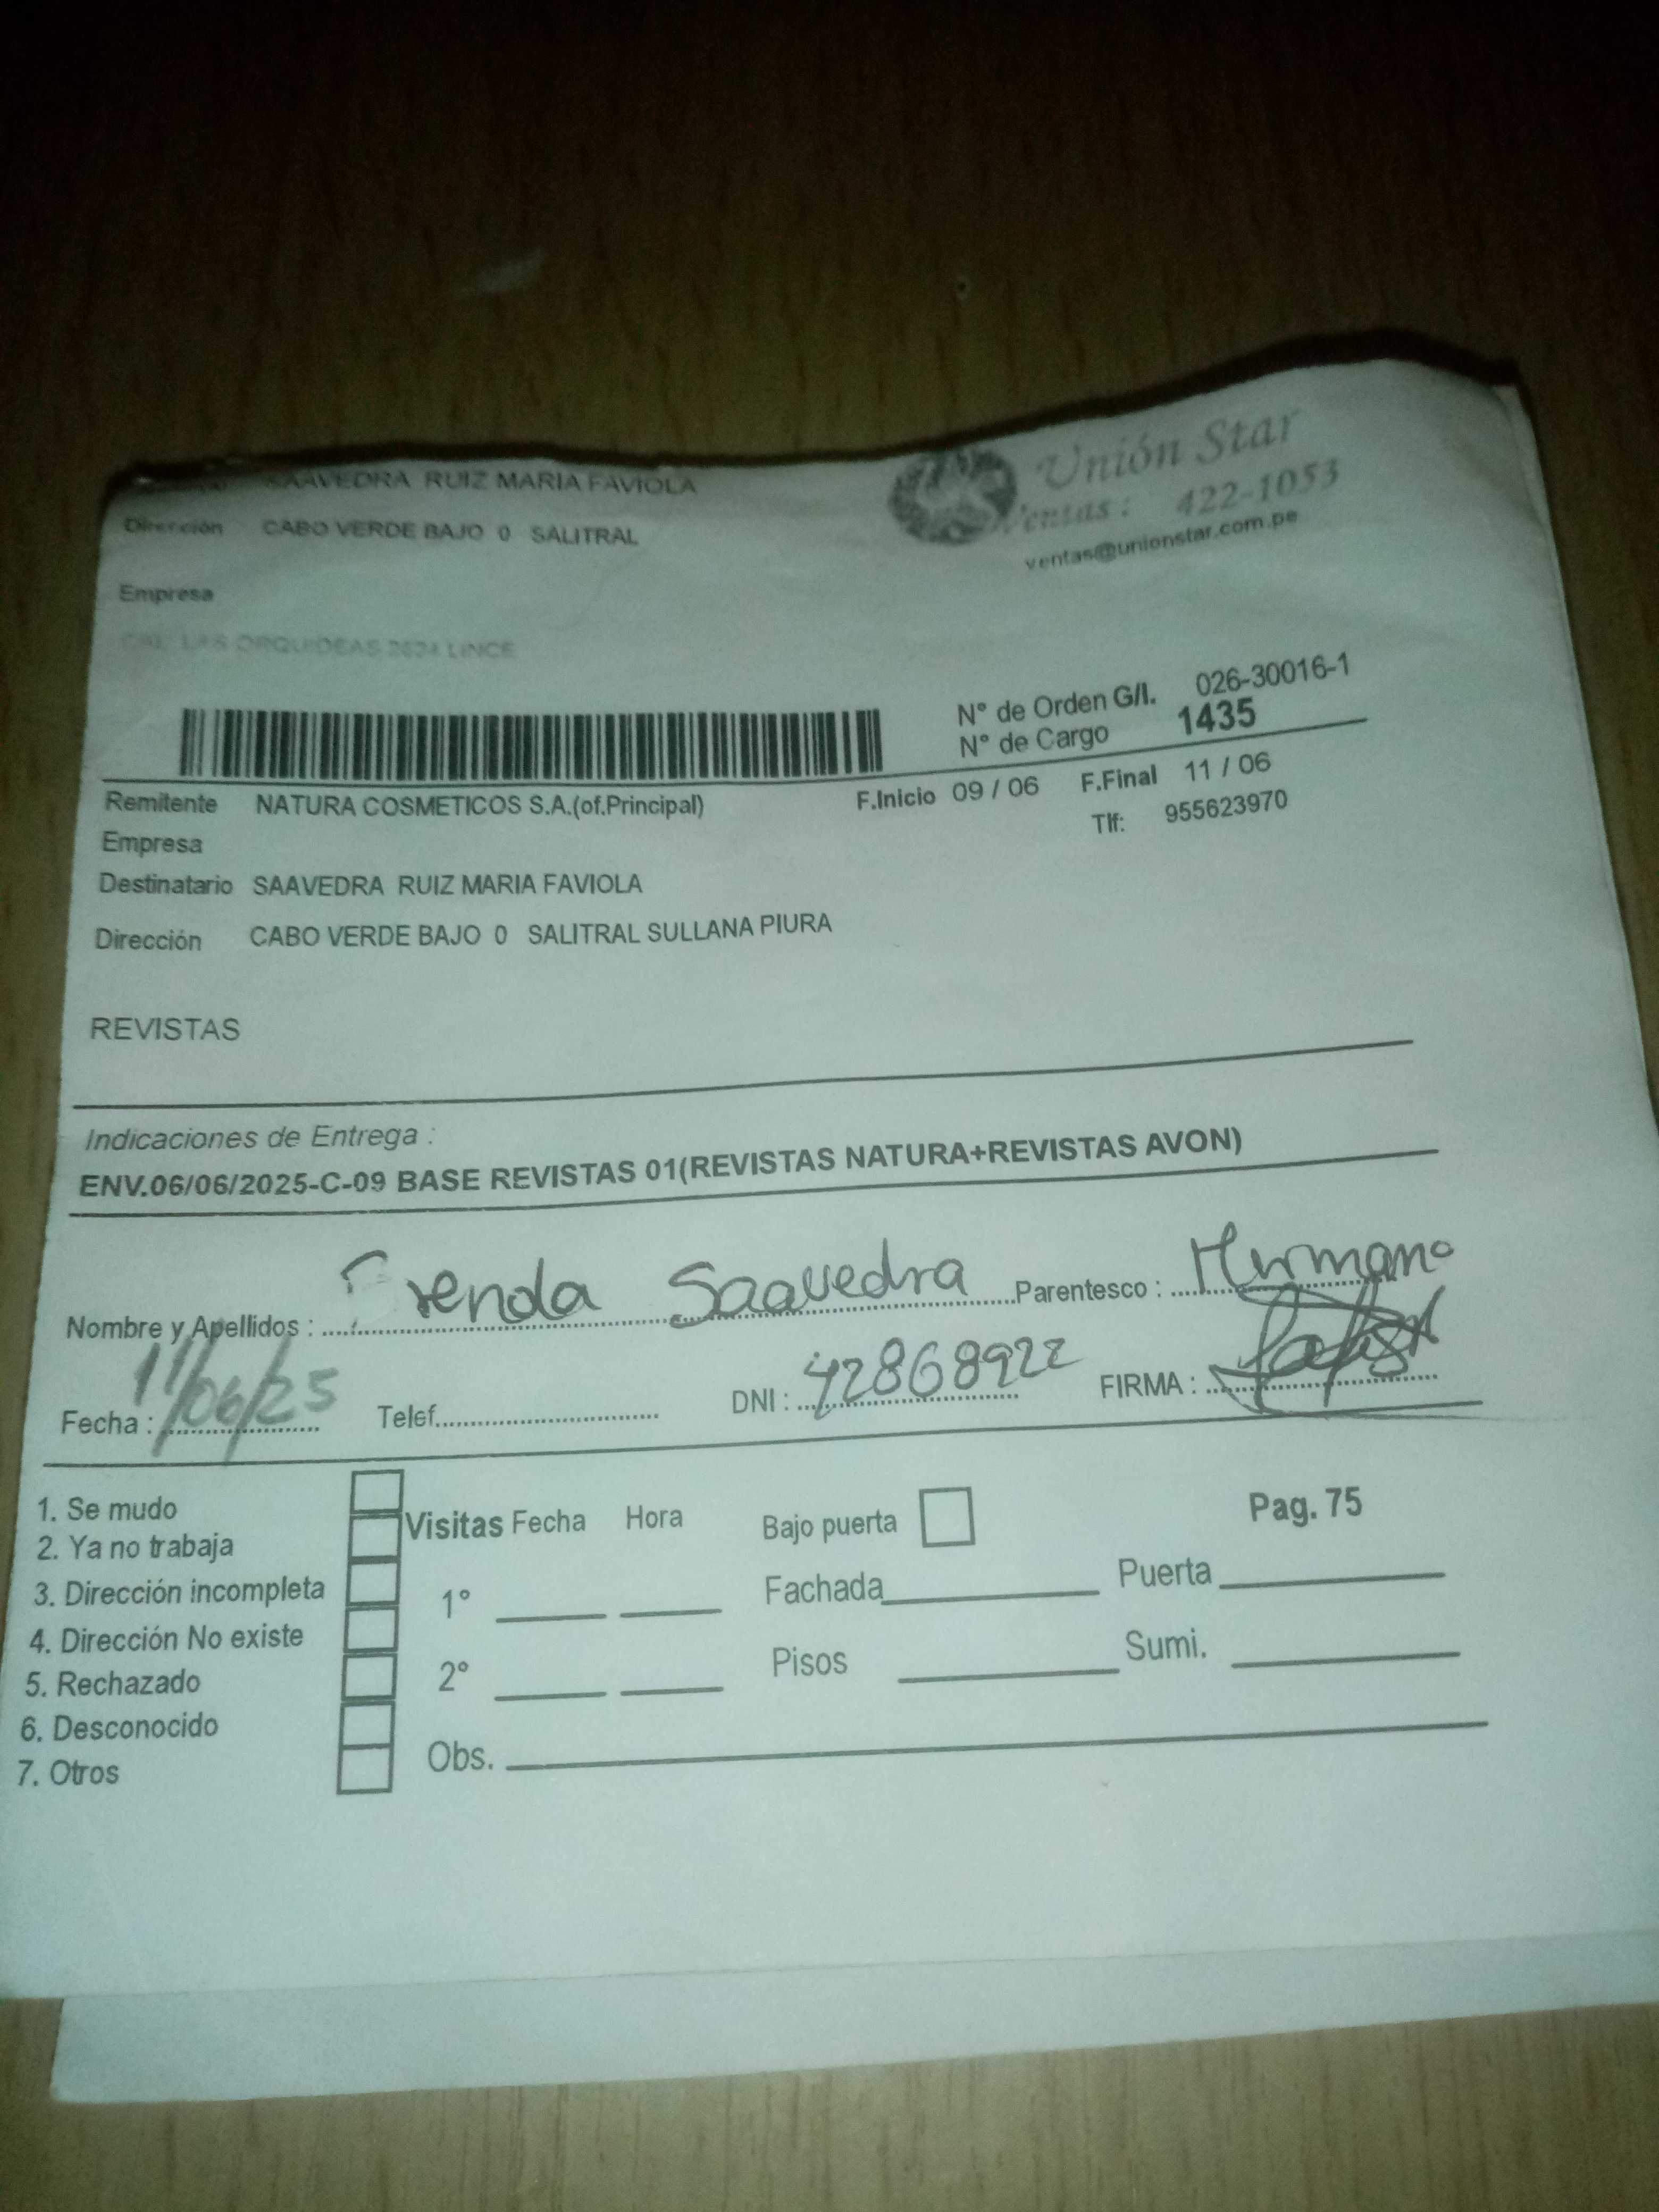 SAAVEDRA RUIZ MARIA FAVIOLA
Dirección CABO VERDE BAJO 0 SALITRAL
Unión Star
Ventas : 422-1053
ventas@unionstar.com.pe
Empresa
CAL LAS ORQUIDEAS 2634 LINCE
N° de Orden G/I. 026-30016-1
N° de Cargo 1435
Remitente NATURA COSMETICOS S.A.(of.Principal) F.Inicio 09 / 06 F.Final 11 / 06
Empresa Tlf: 955623970
Destinatario SAAVEDRA RUIZ MARIA FAVIOLA
Dirección CABO VERDE BAJO 0 SALITRAL SULLANA PIURA
REVISTAS
Indicaciones de Entrega :
ENV.06/06/2025-C-09 BASE REVISTAS 01(REVISTAS NATURA+REVISTAS AVON)
Nombre y Apellidos : Brenda Saavedra Parentesco : Hermano
Fecha : 11/06/25 Telef. DNI : 42868922 FIRMA :
1. Se mudo
2. Ya no trabaja
3. Dirección incompleta
4. Dirección No existe
5. Rechazado
6. Desconocido
7. Otros
Visitas Fecha Hora Bajo puerta Pag. 75
1° Fachada Puerta
2° Pisos Sumi.
Obs.